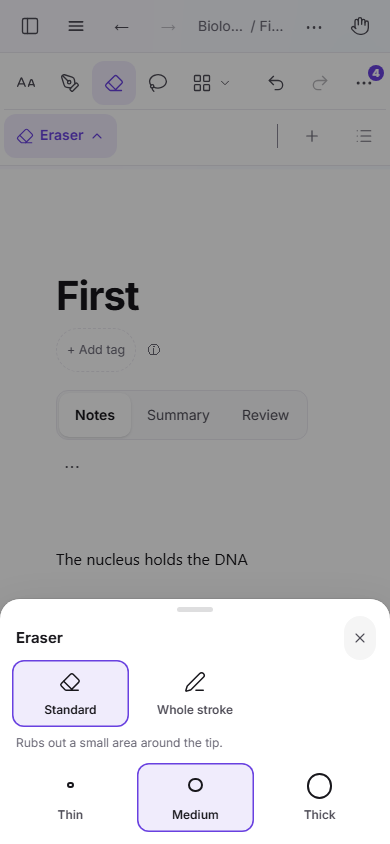 Biolo... / Fi...
AA
4
Eraser
First
+ Add tag
Notes Summary Review
...
The nucleus holds the DNA
Eraser
Standard Whole stroke
Rubs out a small area around the tip.
Thin Medium Thick